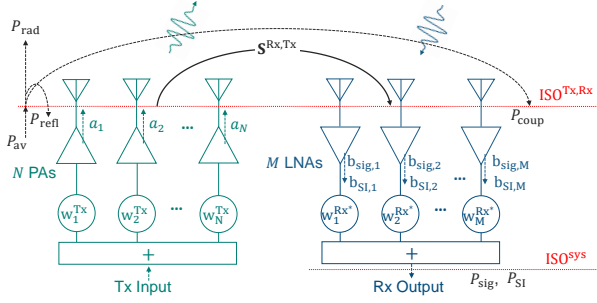 P_rad
S^Rx,Tx
ISO^Tx,Rx
P_refl
P_coup
P_av
a_1
a_2
...
a_N
N PAs
M LNAs
b_sig,1
b_SI,1
b_sig,2
b_SI,2
...
b_sig,M
b_SI,M
w_1^Tx
w_2^Tx
...
w_N^Tx
w_1^Rx*
w_2^Rx*
...
w_M^Rx*
+
+
ISO^sys
Tx Input
Rx Output
P_sig, P_SI